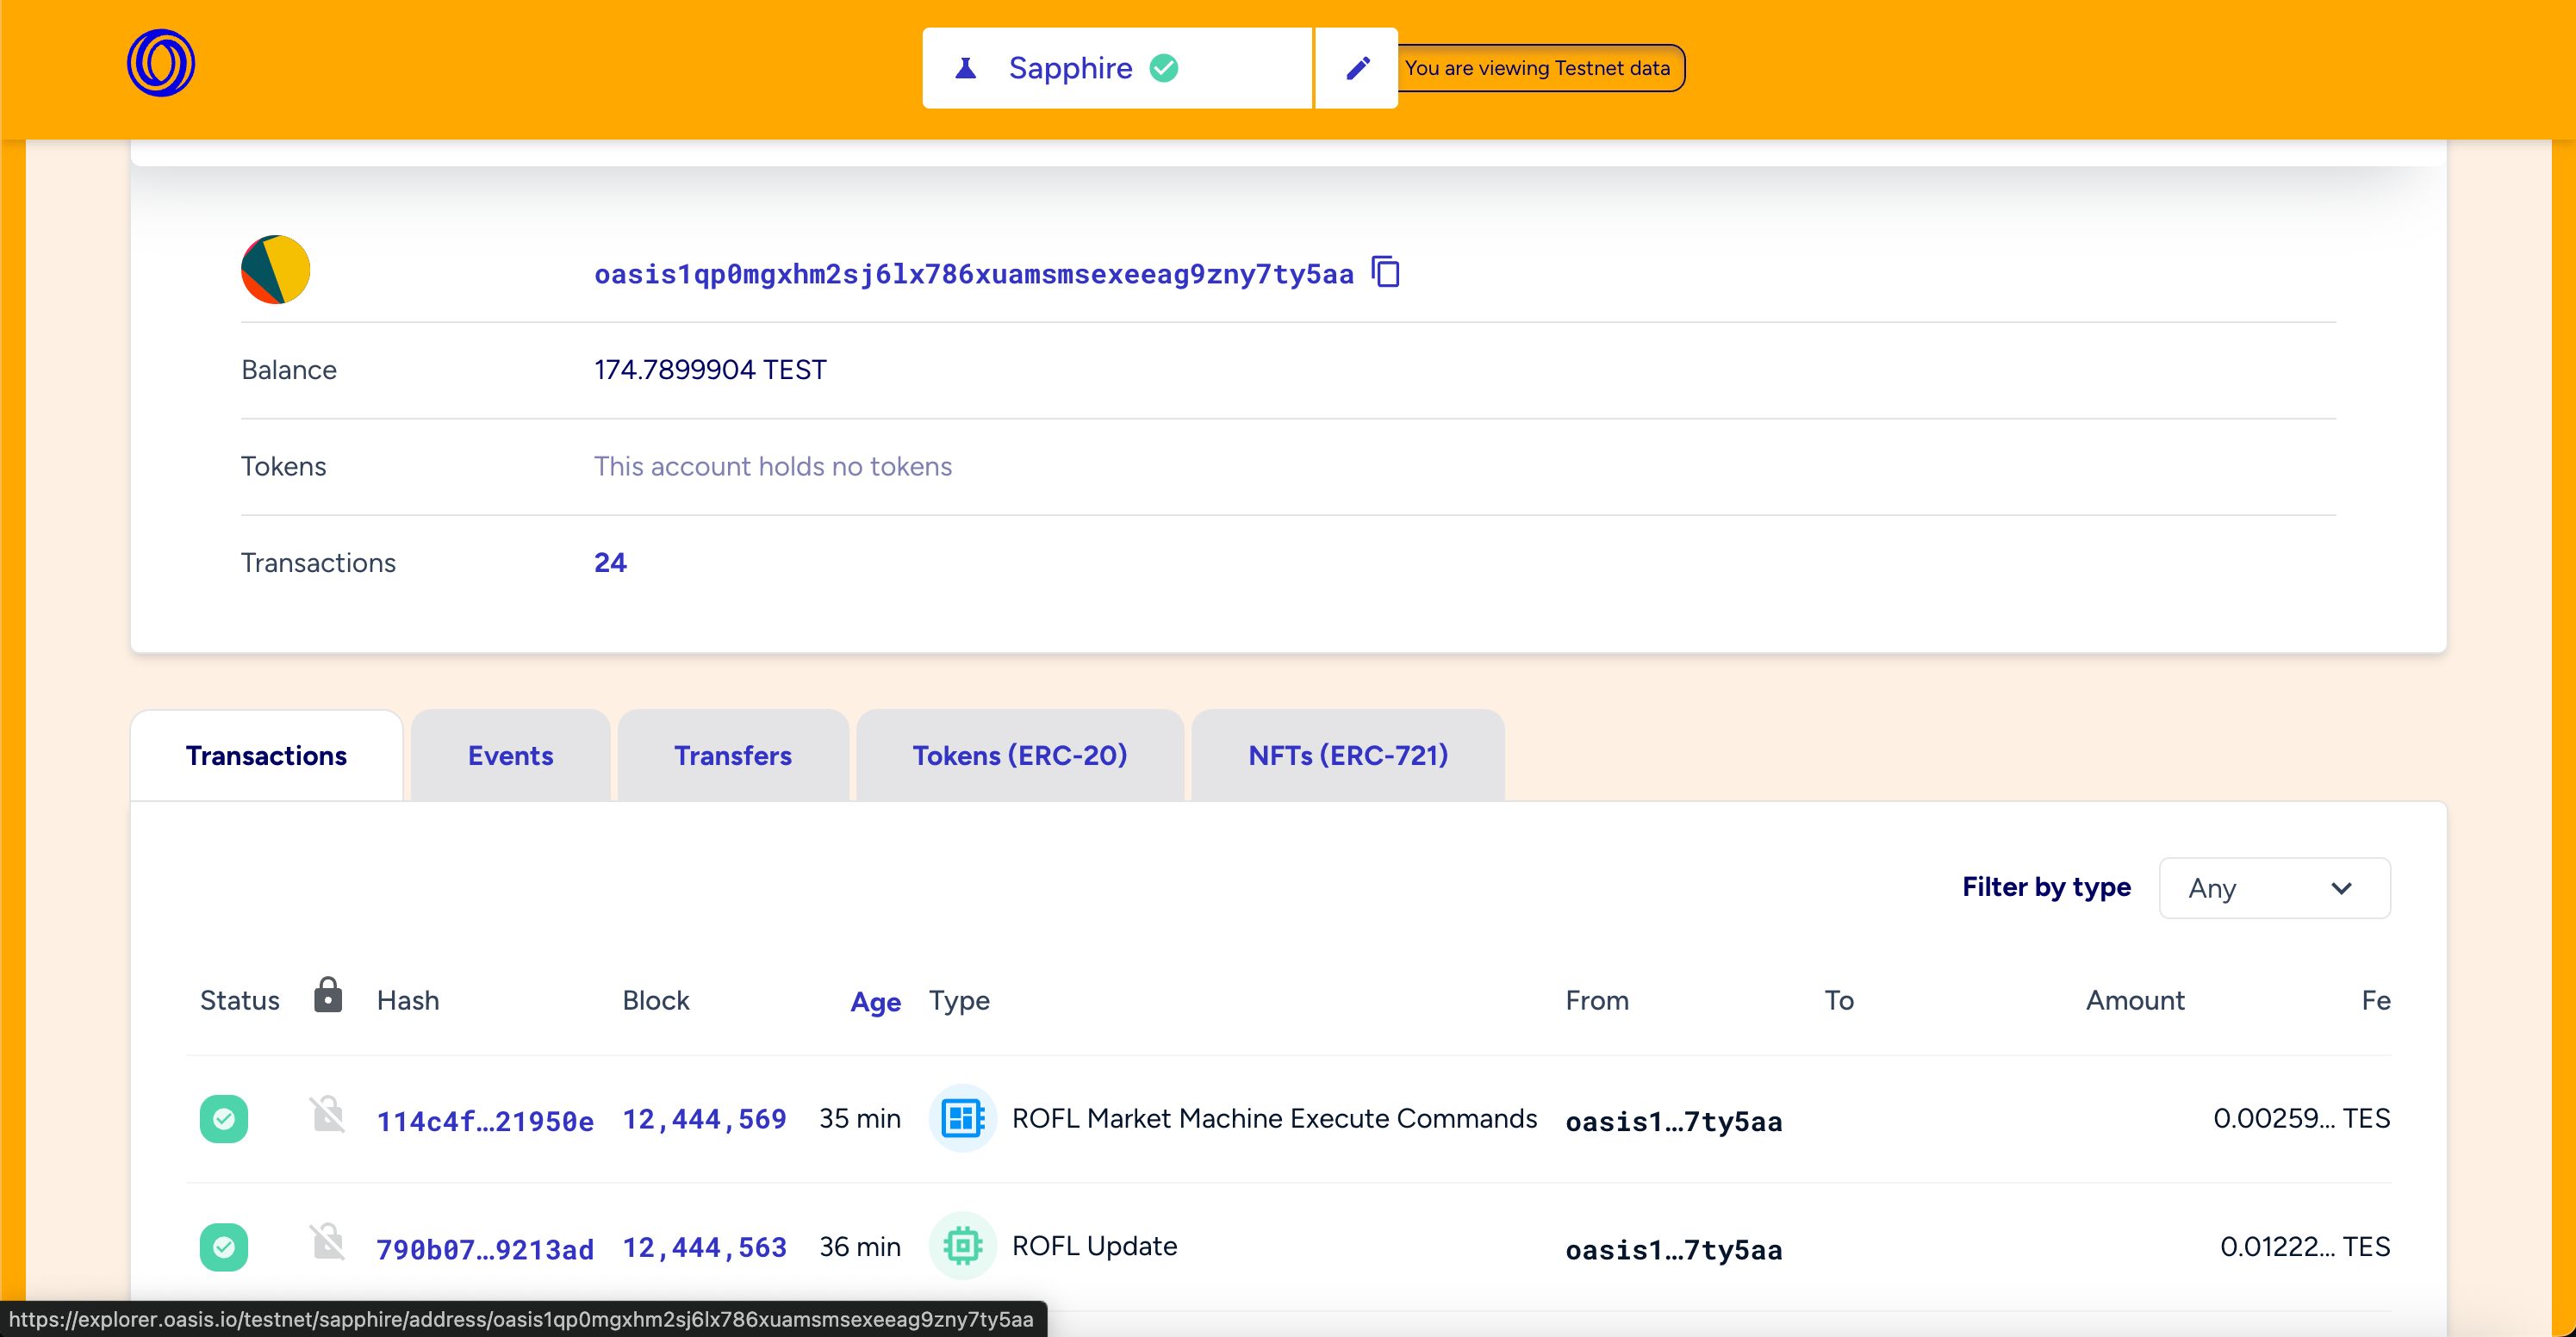 Sapphire
You are viewing Testnet data
oasis1qp0mgxhm2sj6lx786xuamsmsexeeag9zny7ty5aa
Balance 174.7899904 TEST
Tokens This account holds no tokens
Transactions 24
Transactions Events Transfers Tokens (ERC-20) NFTs (ERC-721)
Filter by type Any
Status Hash Block Age Type From To Amount Fe
114c4f…21950e 12,444,569 35 min ROFL Market Machine Execute Commands oasis1…7ty5aa 0.00259... TES
790b07…9213ad 12,444,563 36 min ROFL Update oasis1…7ty5aa 0.01222... TES
https://explorer.oasis.io/testnet/sapphire/address/oasis1qp0mgxhm2sj6lx786xuamsmsexeeag9zny7ty5aa